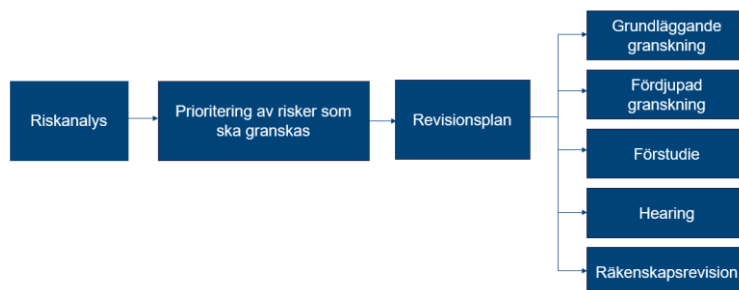 Riskanalys
Prioritering av risker som
ska granskas
Revisionsplan
Grundläggande
granskning
Fördjupad
granskning
Förstudie
Hearing
Räkenskapsrevision